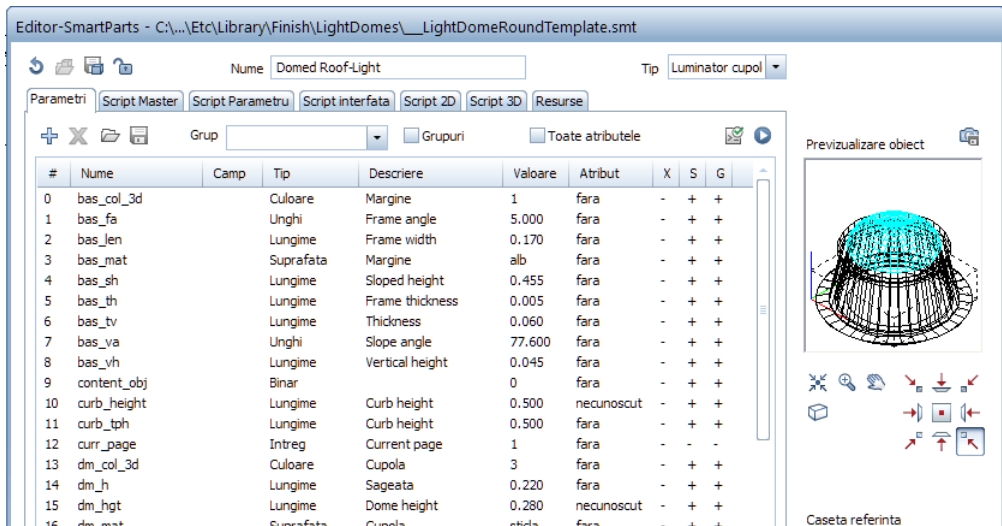 Editor-SmartParts - C:\...\Etc\Library\Finish\LightDomes\___LightDomeRoundTemplate.smt
Nume Domed Roof-Light Tip Luminator cupol
Parametri Script Master Script Parametru Script interfata Script 2D Script 3D Resurse
Grup Grupuri Toate atributele
Previzualizare obiect
# Nume Camp Tip Descriere Valoare Atribut X S G
0 bas_col_3d Culoare Margine 1 fara - + +
1 bas_fa Unghi Frame angle 5.000 fara - + +
2 bas_len Lungime Frame width 0.170 fara - + +
3 bas_mat Suprafata Margine alb fara - + +
4 bas_sh Lungime Sloped height 0.455 fara - + +
5 bas_th Lungime Frame thickness 0.005 fara - + +
6 bas_tv Lungime Thickness 0.060 fara - + +
7 bas_va Unghi Slope angle 77.600 fara - + +
8 bas_vh Lungime Vertical height 0.045 fara - + +
9 content_obj Binar 0 fara - + +
10 curb_height Lungime Curb height 0.500 necunoscut - + +
11 curb_tph Lungime Curb height 0.500 fara - + +
12 curr_page Intreg Current page 1 fara - - -
13 dm_col_3d Culoare Cupola 3 fara - + +
14 dm_h Lungime Sageata 0.220 fara - + +
15 dm_hgt Lungime Dome height 0.280 necunoscut - + +
16 dm_mat Suprafata Cupola sticla fara - + +
Caseta referinta